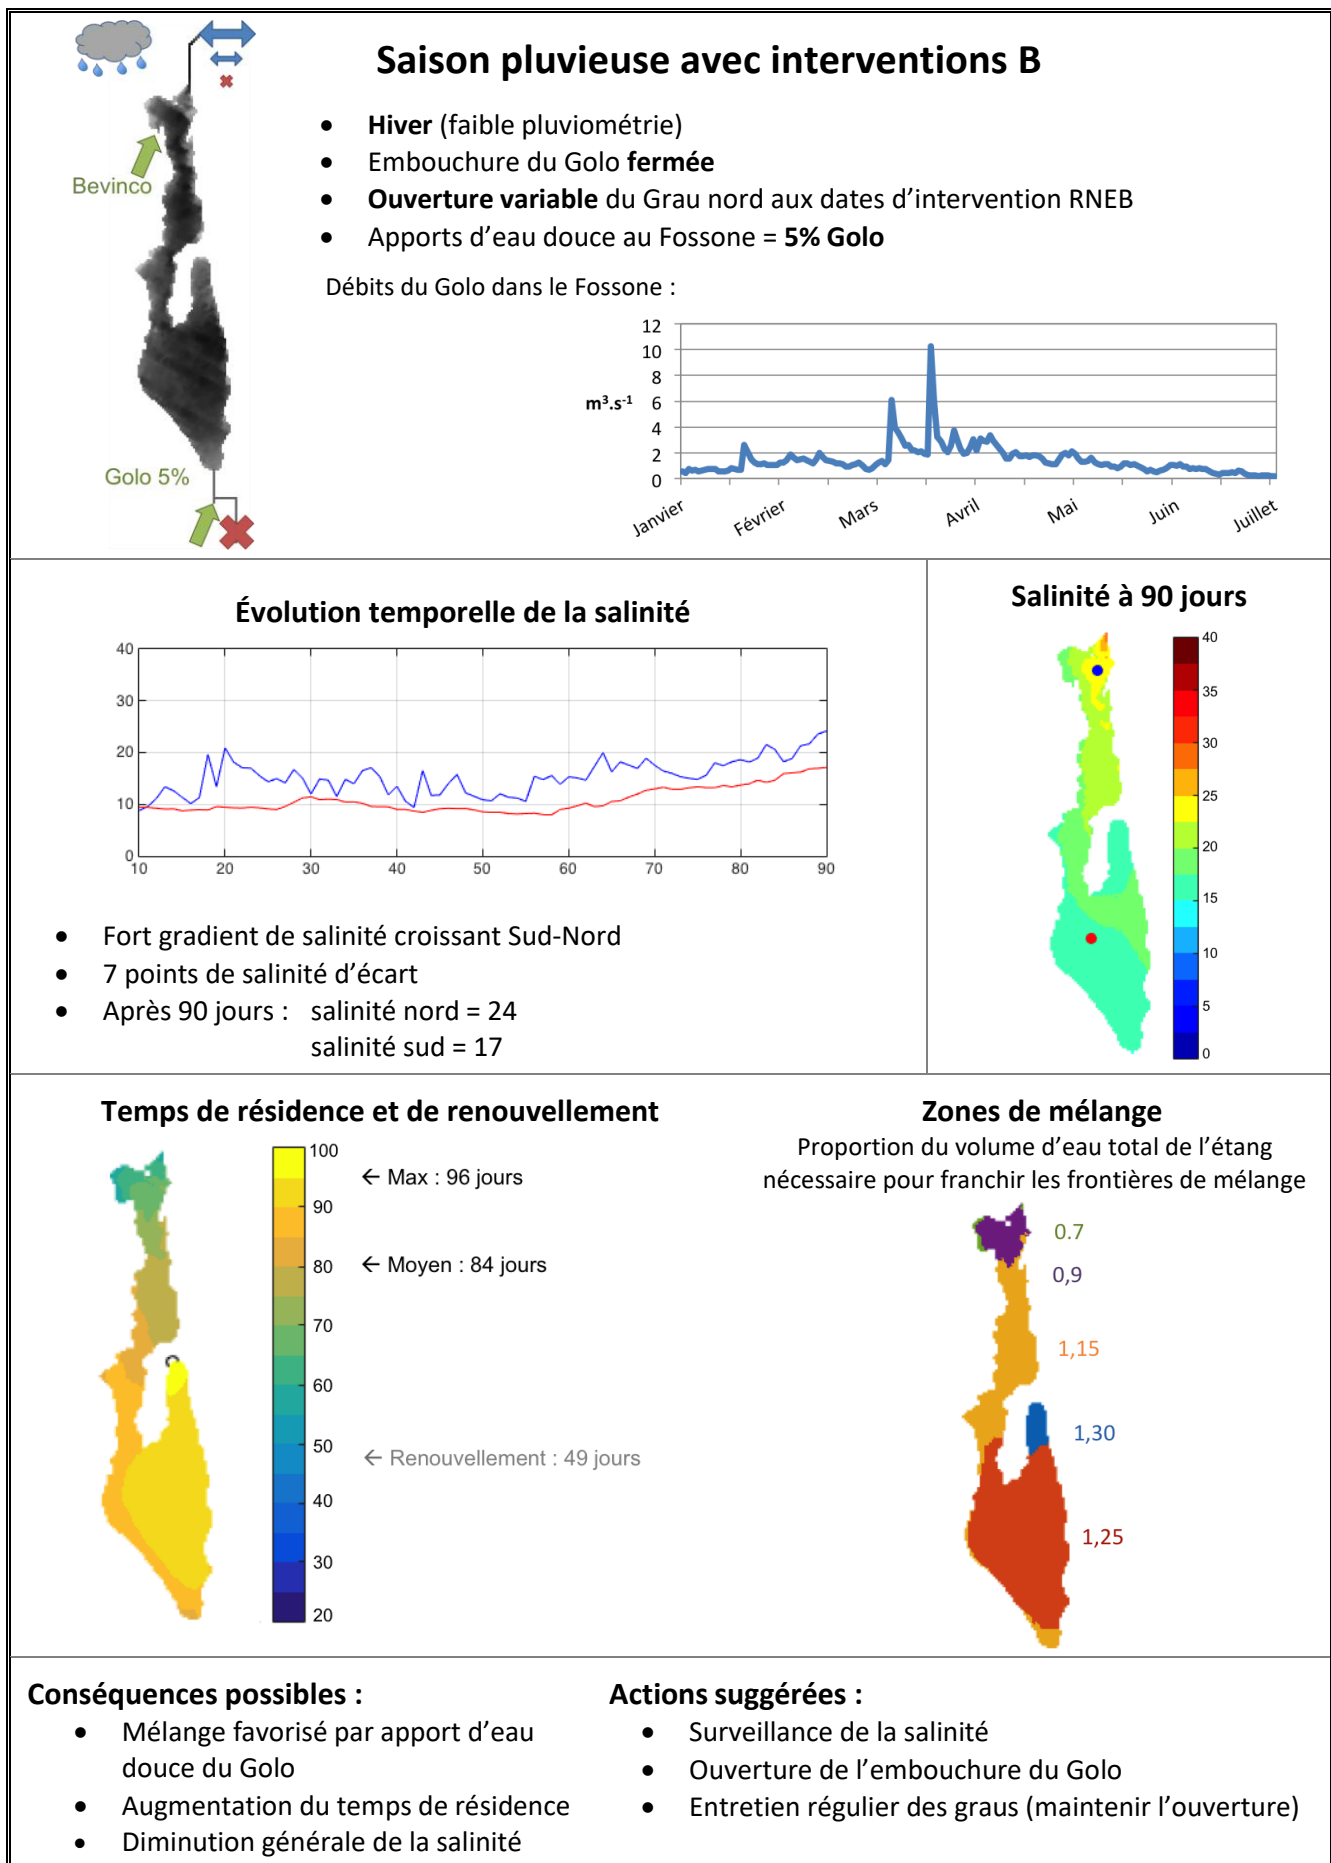 Saison pluvieuse avec interventions B
Bevinco
Golo 5%
• Hiver (faible pluviométrie)
• Embouchure du Golo fermée
• Ouverture variable du Grau nord aux dates d’intervention RNEB
• Apports d’eau douce au Fossone = 5% Golo
Débits du Golo dans le Fossone :
12
10
8
6
4
2
0
m³.s⁻¹
Janvier
Février
Mars
Avril
Mai
Juin
Juillet
Évolution temporelle de la salinité
40
30
20
10
0
10 20 30 40 50 60 70 80 90
• Fort gradient de salinité croissant Sud-Nord
• 7 points de salinité d’écart
• Après 90 jours : salinité nord = 24
salinité sud = 17
Salinité à 90 jours
40
35
30
25
20
15
10
5
0
Temps de résidence et de renouvellement
100
90
80
70
60
50
40
30
20
← Max : 96 jours
← Moyen : 84 jours
← Renouvellement : 49 jours
Zones de mélange
Proportion du volume d’eau total de l’étang
nécessaire pour franchir les frontières de mélange
0.7
0,9
1,15
1,30
1,25
Conséquences possibles :
• Mélange favorisé par apport d’eau
douce du Golo
• Augmentation du temps de résidence
• Diminution générale de la salinité
Actions suggérées :
• Surveillance de la salinité
• Ouverture de l’embouchure du Golo
• Entretien régulier des graus (maintenir l’ouverture)